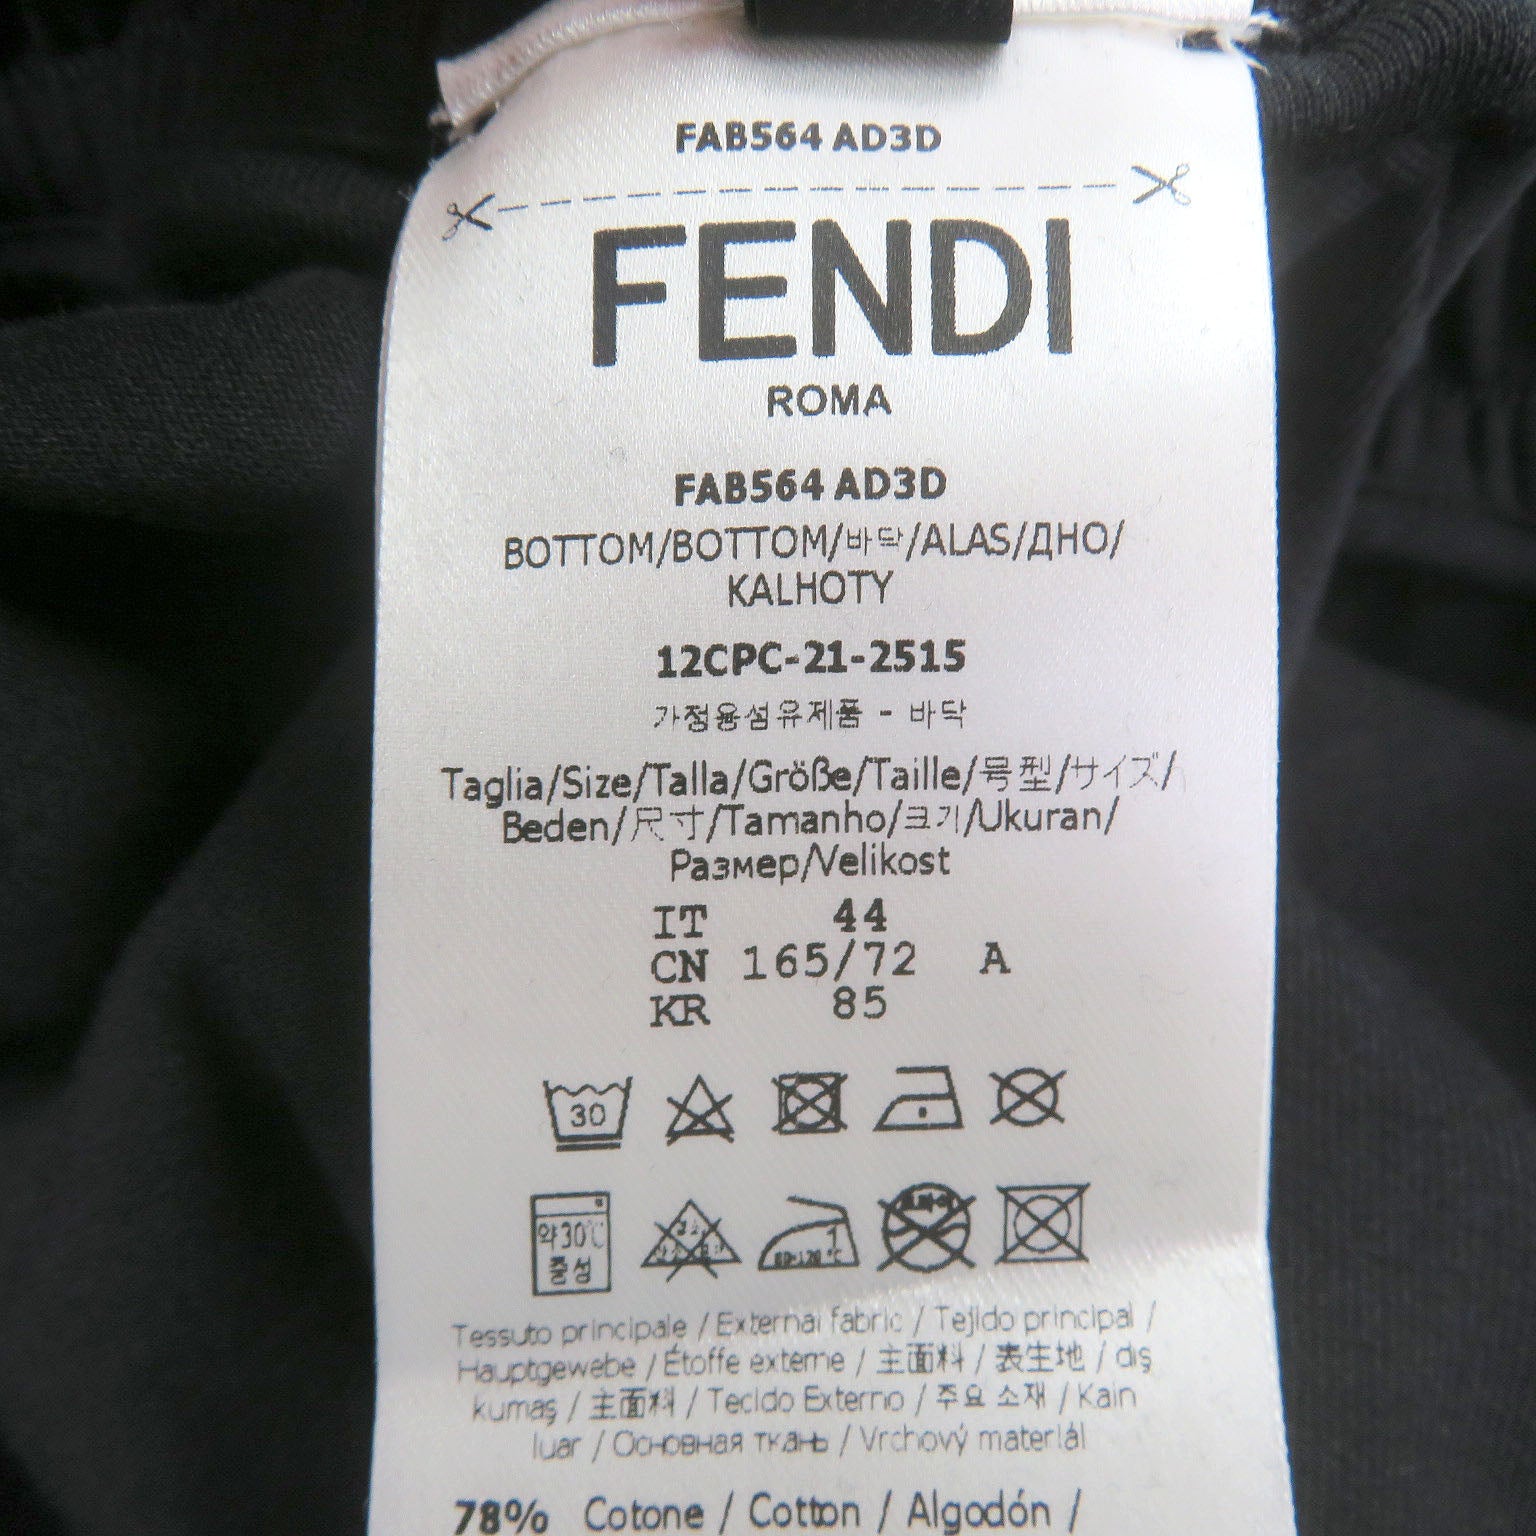 FAB564 AD3D
FENDI
ROMA
FAB564 AD3D
BOTTOM/BOTTOM/바닥/ALAS/ДНО/
KALHOTY
12CPC-21-2515
가정용섬유제품 - 바닥
Taglia/Size/Talla/Größe/Taille/号型/サイズ/
Beden/尺寸/Tamanho/크기/Ukuran/
Размер/Velikost
IT 44
CN 165/72 A
KR 85
30
약30℃
중성
1
80-120℃
Tessuto principale / External fabric / Tejido principal /
Hauptgewebe / Étoffe externe / 主面料 / 表生地 / dış
kumaş / 主面料 / Tecido Externo / 주요 소재 / Kain
luar / Основная ткань / Vrchový materiál
78% Cotone / Cotton / Algodón /